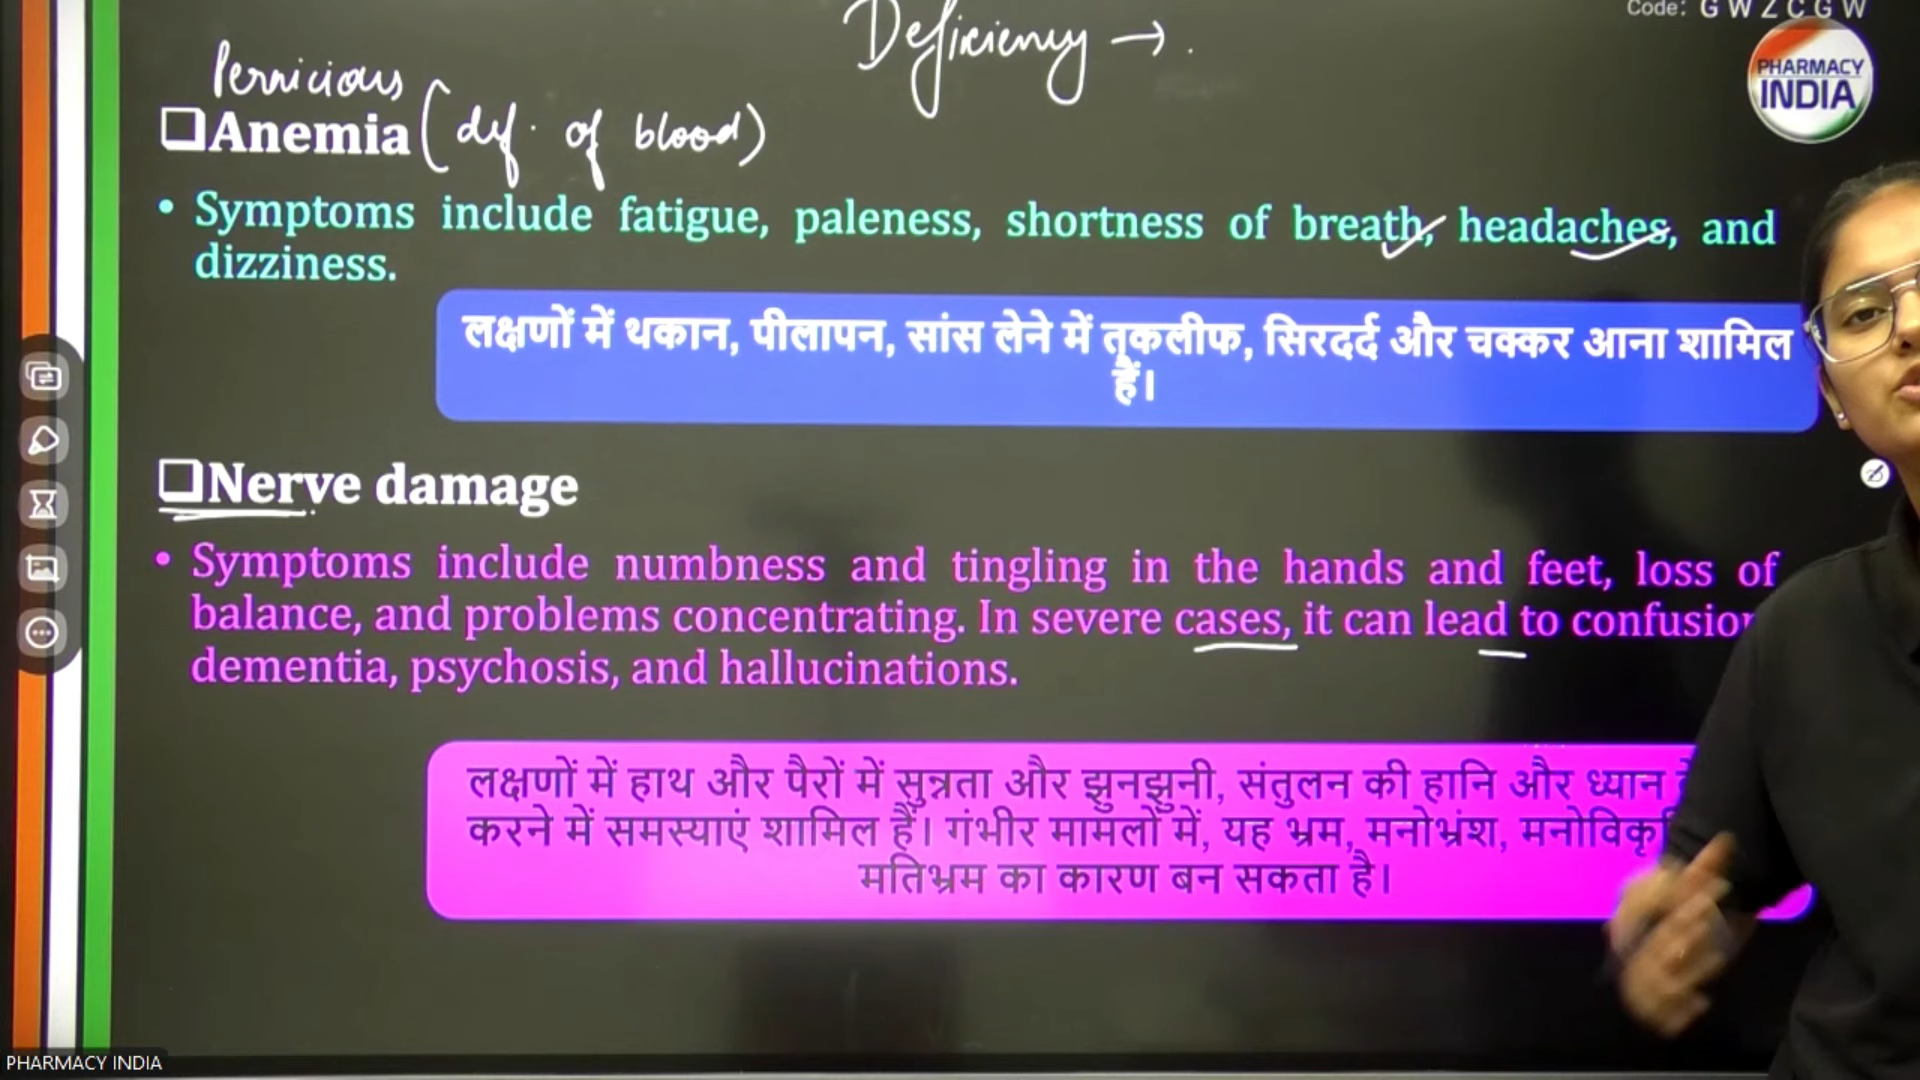 Code: G W Z C G W
Deficiency →
PHARMACY
INDIA
Pernicious
Anemia (def. of blood)
• Symptoms include fatigue, paleness, shortness of breath, headaches, and
dizziness.
लक्षणों में थकान, पीलापन, सांस लेने में तकलीफ, सिरदर्द और चक्कर आना शामिल
हैं।
Nerve damage
• Symptoms include numbness and tingling in the hands and feet, loss of
balance, and problems concentrating. In severe cases, it can lead to
dementia, psychosis, and hallucinations.
लक्षणों में हाथ और पैरों में सुन्नता और झुनझुनी, संतुलन की हानि और ध्यान
करने में समस्याएं शामिल हैं। गंभीर मामलों में, यह भ्रम, मनोभ्रंश,
मतिभ्रम का कारण बन सकता है।
PHARMACY INDIA